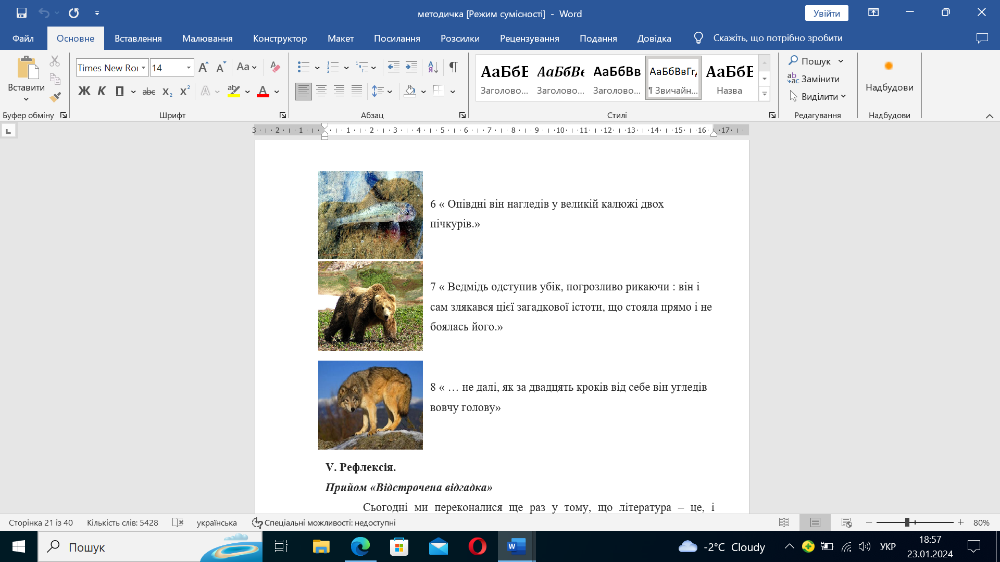 методичка [Режим сумісності] - Word
Увійти
Файл
Основне
Вставлення
Малювання
Конструктор
Макет
Посилання
Розсилки
Рецензування
Подання
Довідка
Скажіть, що потрібно зробити
Вставити
Буфер обміну
Times New Roı
14
Aa
Ж К П abc x₂ x²
Шрифт
Абзац
АаБбЕ
АаБбВв
АаБбВв
АаБбВвГг
АаБбЕ
Заголово...
Заголово...
Заголово...
¶ Звичайн...
Назва
Стилі
Пошук
Замінити
Виділити
Редагування
Надбудови
Надбудови
3 2 1 1 2 3 4 5 6 7 8 9 10 11 12 13 14 15 16 17
6 « Опівдні він нагледів у великій калюжі двох
пічкурів.»
7 « Ведмідь одступив убік, погрозливо рикаючи : він і
сам злякався цієї загадкової істоти, що стояла прямо і не
боялась його.»
8 « … не далі, як за двадцять кроків від себе він угледів
вовчу голову»
V. Рефлексія.
Прийом «Відстрочена відгадка»
Сьогодні ми переконалися ще раз у тому, що література – це, і
Сторінка 21 із 40
Кількість слів: 5428
українська
Спеціальні можливості: недоступні
80%
Пошук
-2°C Cloudy
УКР
18:57
23.01.2024